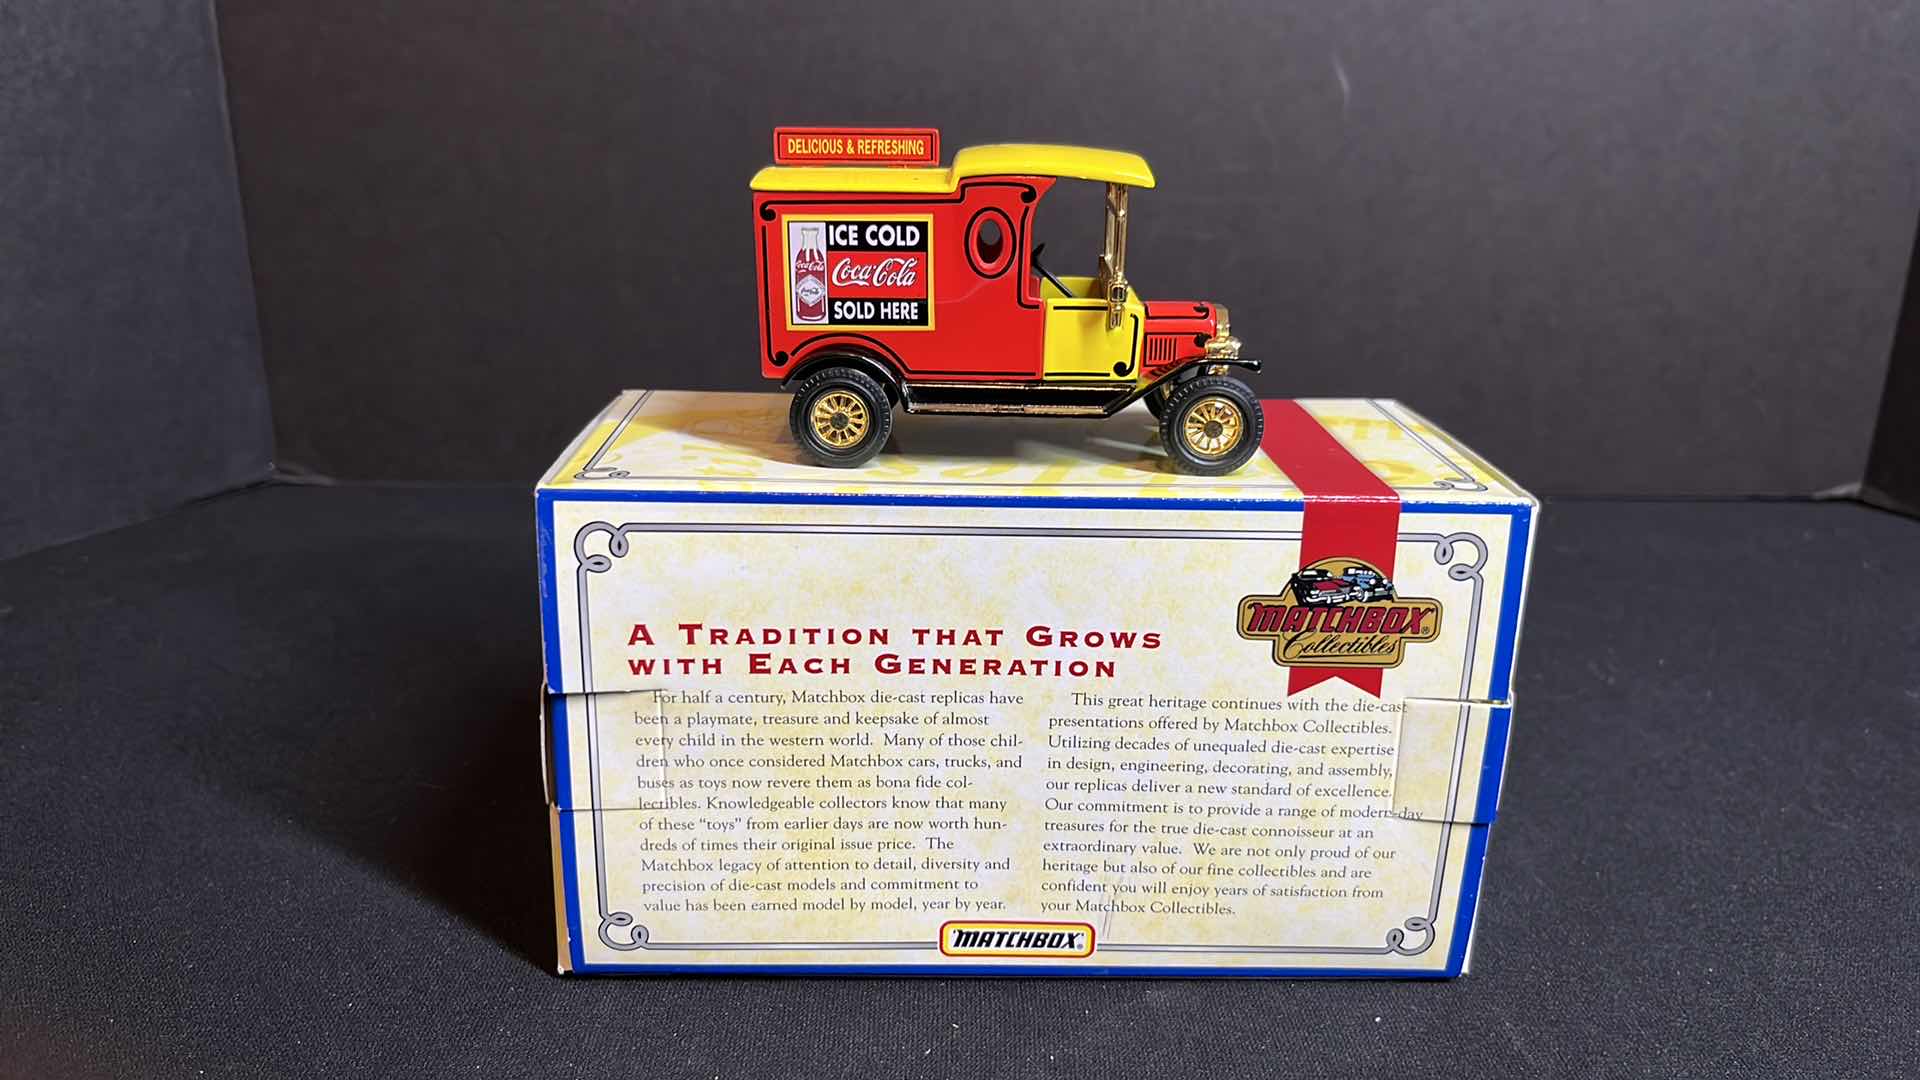 DELICIOUS & REFRESHING
ICE COLD
Coca-Cola
SOLD HERE
Coca-Cola
MATCHBOX®
Collectibles
A TRADITION THAT GROWS
WITH EACH GENERATION
For half a century, Matchbox die-cast replicas have
been a playmate, treasure and keepsake of almost
every child in the western world. Many of those chil-
dren who once considered Matchbox cars, trucks, and
buses as toys now revere them as bona fide col-
lectibles. Knowledgeable collectors know that many
of these “toys” from earlier days are now worth hun-
dreds of times their original issue price. The
Matchbox legacy of attention to detail, diversity and
precision of die-cast models and commitment to
value has been earned model by model, year by year.
This great heritage continues with the die-cast
presentations offered by Matchbox Collectibles.
Utilizing decades of unequaled die-cast expertise
in design, engineering, decorating, and assembly,
our replicas deliver a new standard of excellence.
Our commitment is to provide a range of modern-day
treasures for the true die-cast connoisseur at an
extraordinary value. We are not only proud of our
heritage but also of our fine collectibles and are
confident you will enjoy years of satisfaction from
your Matchbox Collectibles.
MATCHBOX®